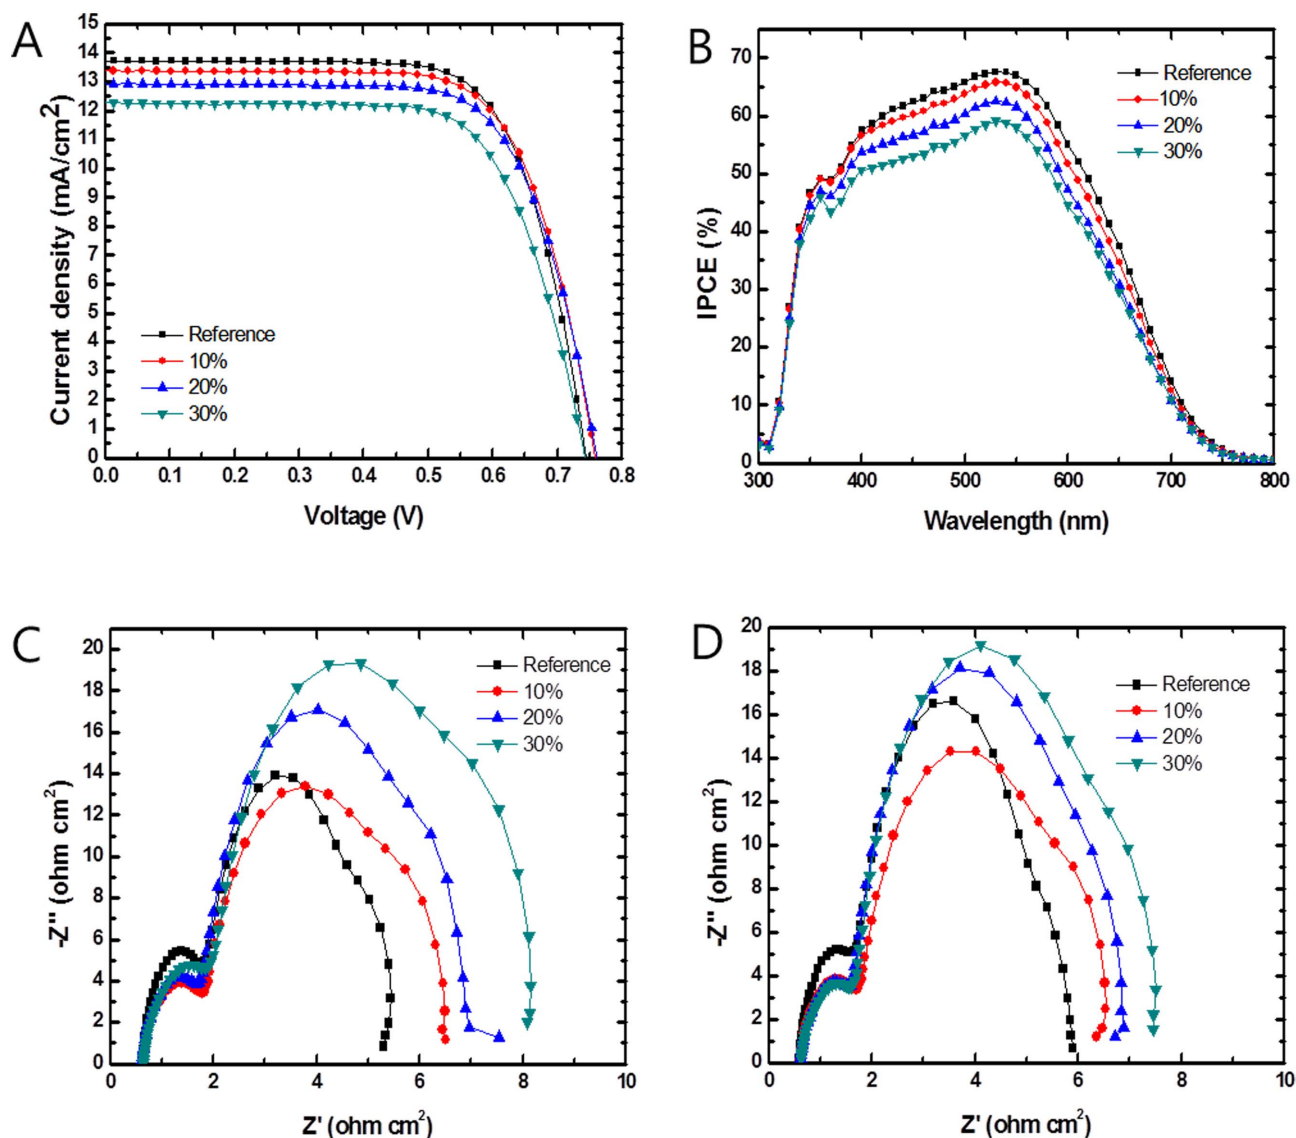 A
15
14
13
12
11
10
9
8
7
6
5
4
3
2
1
0
Current density (mA/cm2)
0.0 0.1 0.2 0.3 0.4 0.5 0.6 0.7 0.8
Voltage (V)
Reference
10%
20%
30%
B
70
60
50
40
30
20
10
0
IPCE (%)
300 400 500 600 700 800
Wavelength (nm)
Reference
10%
20%
30%
C
20
18
16
14
12
10
8
6
4
2
0
-Z" (ohm cm²)
0 2 4 6 8 10
Z' (ohm cm²)
Reference
10%
20%
30%
D
20
18
16
14
12
10
8
6
4
2
0
-Z" (ohm cm²)
0 2 4 6 8 10
Z' (ohm cm²)
Reference
10%
20%
30%